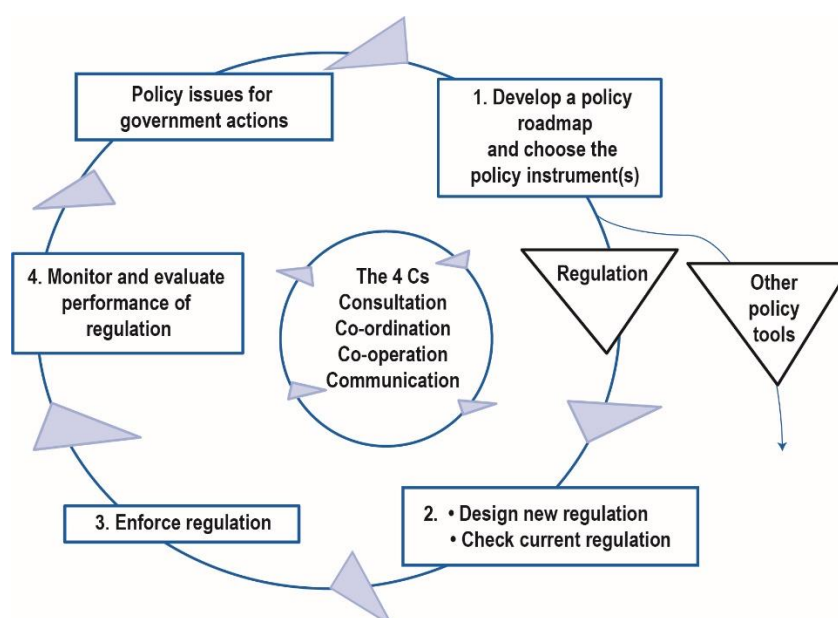 Policy issues for
government actions
1. Develop a policy
roadmap
and choose the
policy instrument(s)
Regulation
Other
policy
tools
4. Monitor and evaluate
performance of
regulation
The 4 Cs
Consultation
Co-ordination
Co-operation
Communication
3. Enforce regulation
2. • Design new regulation
• Check current regulation